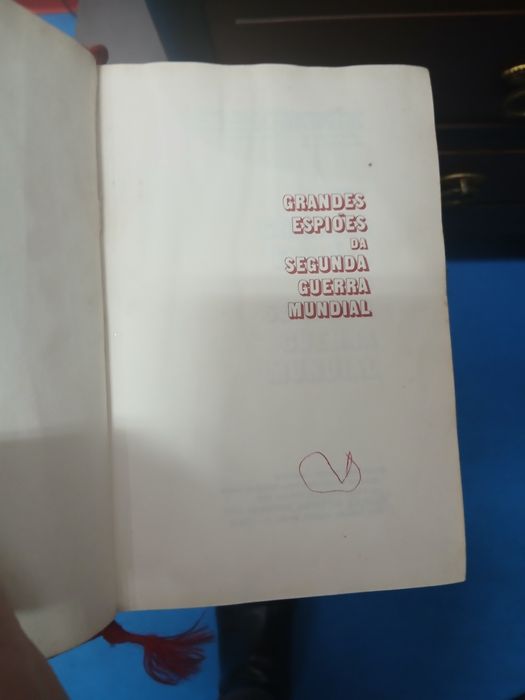 GRANDES
ESPIÕES
DA
SEGUNDA
GUERRA
MUNDIAL